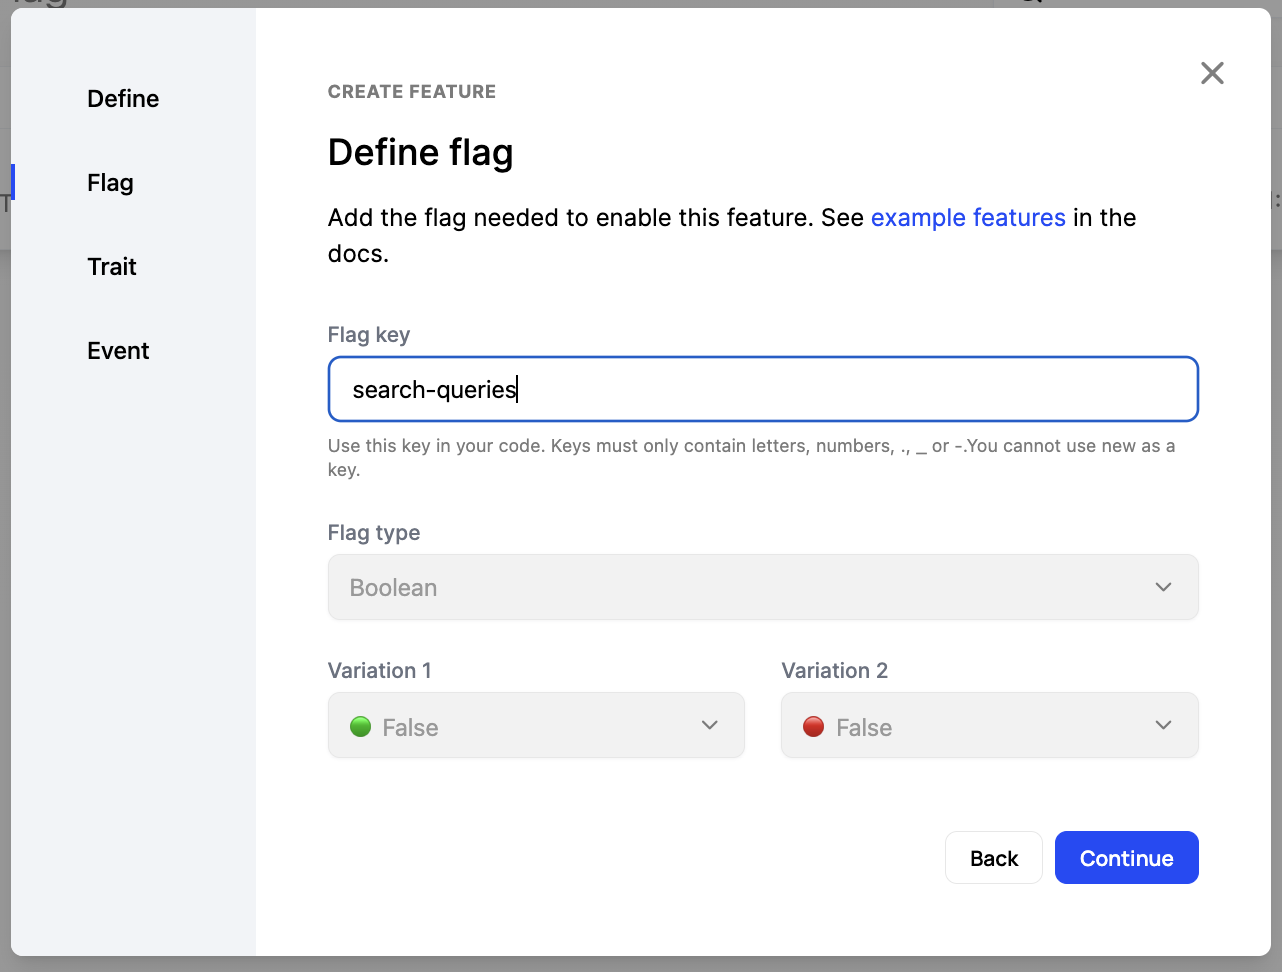 Define
Flag
Trait
Event
CREATE FEATURE
Define flag
Add the flag needed to enable this feature. See example features in the
docs.
Flag key
search-queries
Use this key in your code. Keys must only contain letters, numbers, ., _ or -.You cannot use new as a
key.
Flag type
Boolean
Variation 1
Variation 2
False
False
Back
Continue